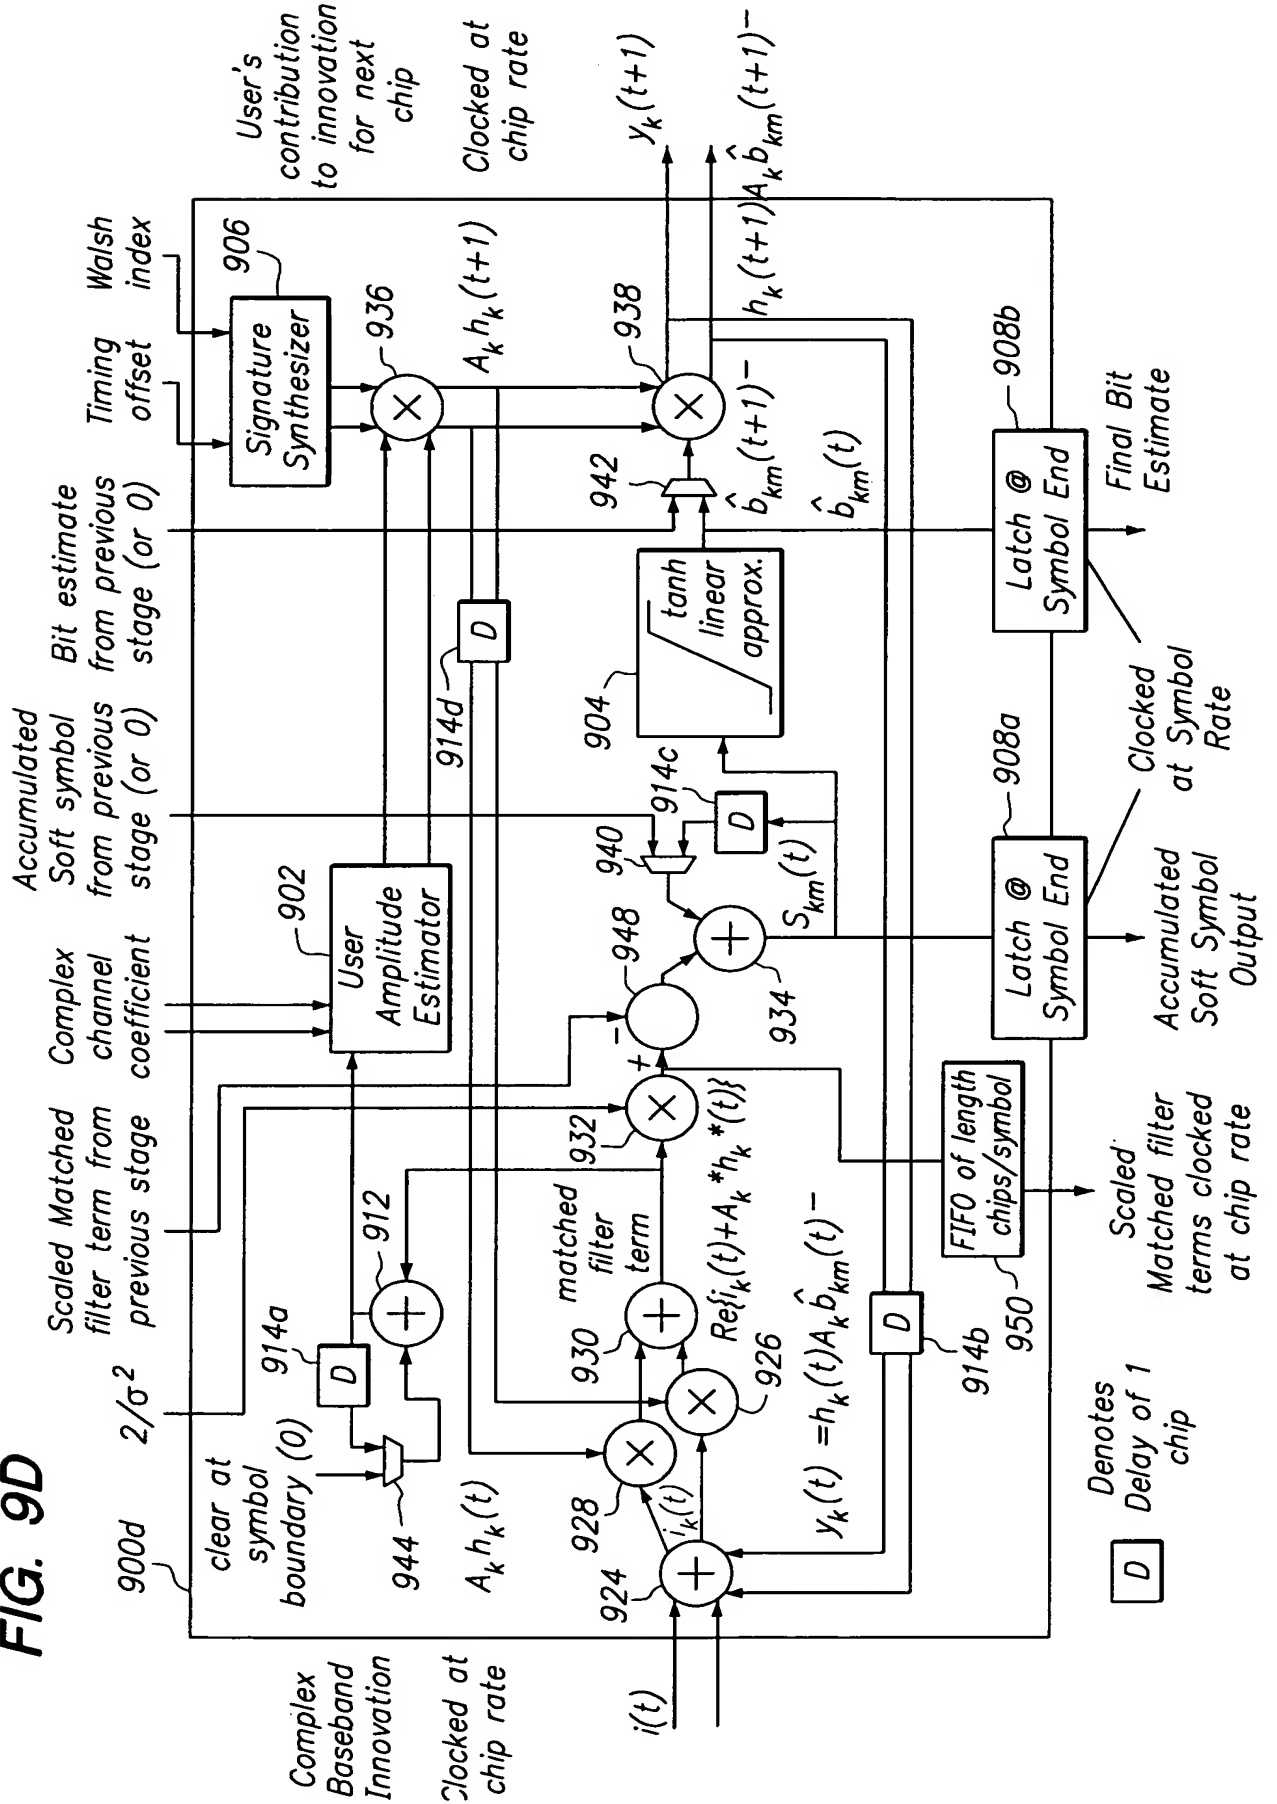 FIG. 9D
900d
2/σ²
Scaled Matched
filter term from
previous stage
Complex
channel
coefficient
Accumulated
Soft symbol
from previous
stage (or 0)
Bit estimate
from previous
stage (or 0)
Timing
offset
Walsh
index
User's
contribution
to innovation
for next
chip
Clocked at
chip rate
clear at
symbol
boundary (0)
944
914a
D
912
902
User
Amplitude
Estimator
906
Signature
Synthesizer
936
A_k h_k(t+1)
914d
D
A_k h_k(t)
Complex
Baseband
Innovation
Clocked at
chip rate
i(t)
924
i_k(t)
928
926
930
matched
filter
term
Re{i_k(t)+A_k*h_k*(t)}
932
+
−
948
934
940
914c
D
S_km(t)
904
tanh
linear
approx.
942
b̂_km(t+1)−
b̂_km(t)
938
y_k(t+1)
h_k(t+1)A_k b̂_km(t+1)−
y_k(t) =h_k(t)A_k b̂_km(t)−
D
914b
950
FIFO of length
chips/symbol
Scaled
Matched filter
terms clocked
at chip rate
908a
Latch @
Symbol End
Accumulated
Soft Symbol
Output
Clocked
at Symbol
Rate
908b
Latch @
Symbol End
Final Bit
Estimate
D
Denotes
Delay of 1
chip